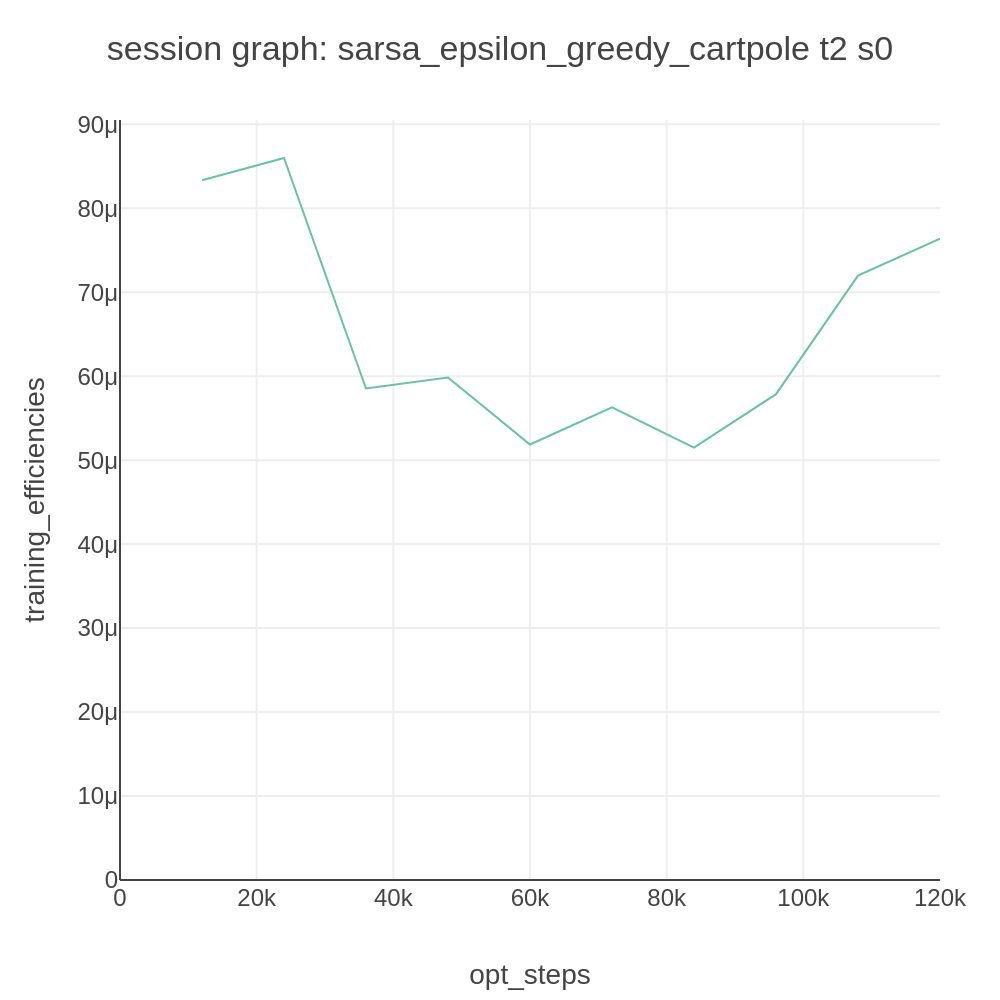 session graph: sarsa_epsilon_greedy_cartpole t2 s0
90μ
80μ
70μ
60μ
50μ
40μ
30μ
20μ
10μ
0
training_efficiencies
0 20k 40k 60k 80k 100k 120k
opt_steps